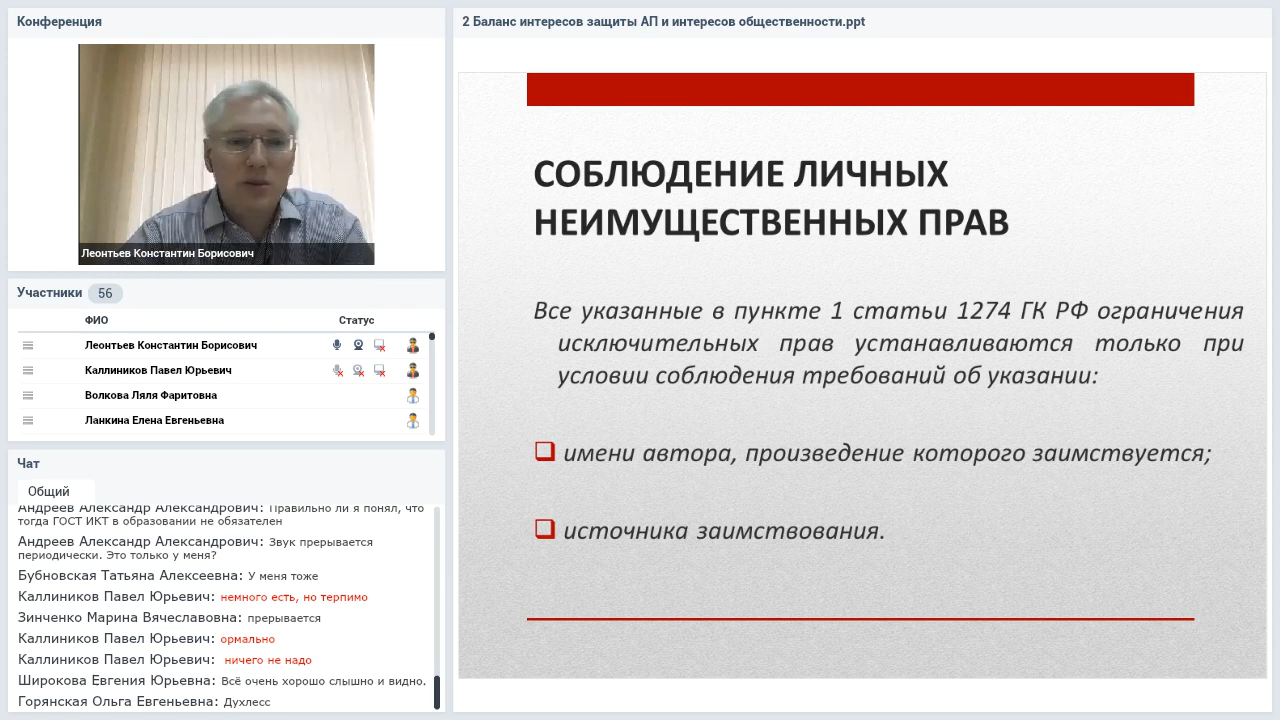 Конференция
Леонтьев Константин Борисович
Участники 56
ФИО Статус
Леонтьев Константин Борисович
Каллиников Павел Юрьевич
Волкова Ляля Фаритовна
Ланкина Елена Евгеньевна
Чат
Общий
Андреев Александр Александрович: Правильно ли я понял, что
тогда ГОСТ ИКТ в образовании не обязателен
Андреев Александр Александрович: Звук прерывается
периодически. Это только у меня?
Бубновская Татьяна Алексеевна: У меня тоже
Каллиников Павел Юрьевич: немного есть, но терпимо
Зинченко Марина Вячеславовна: прерывается
Каллиников Павел Юрьевич: ормально
Каллиников Павел Юрьевич: ничего не надо
Широкова Евгения Юрьевна: Всё очень хорошо слышно и видно.
Горянская Ольга Евгеньевна: Духлесс
2 Баланс интересов защиты АП и интересов общественности.ppt
СОБЛЮДЕНИЕ ЛИЧНЫХ
НЕИМУЩЕСТВЕННЫХ ПРАВ
Все указанные в пункте 1 статьи 1274 ГК РФ ограничения
исключительных прав устанавливаются только при
условии соблюдения требований об указании:
имени автора, произведение которого заимствуется;
источника заимствования.